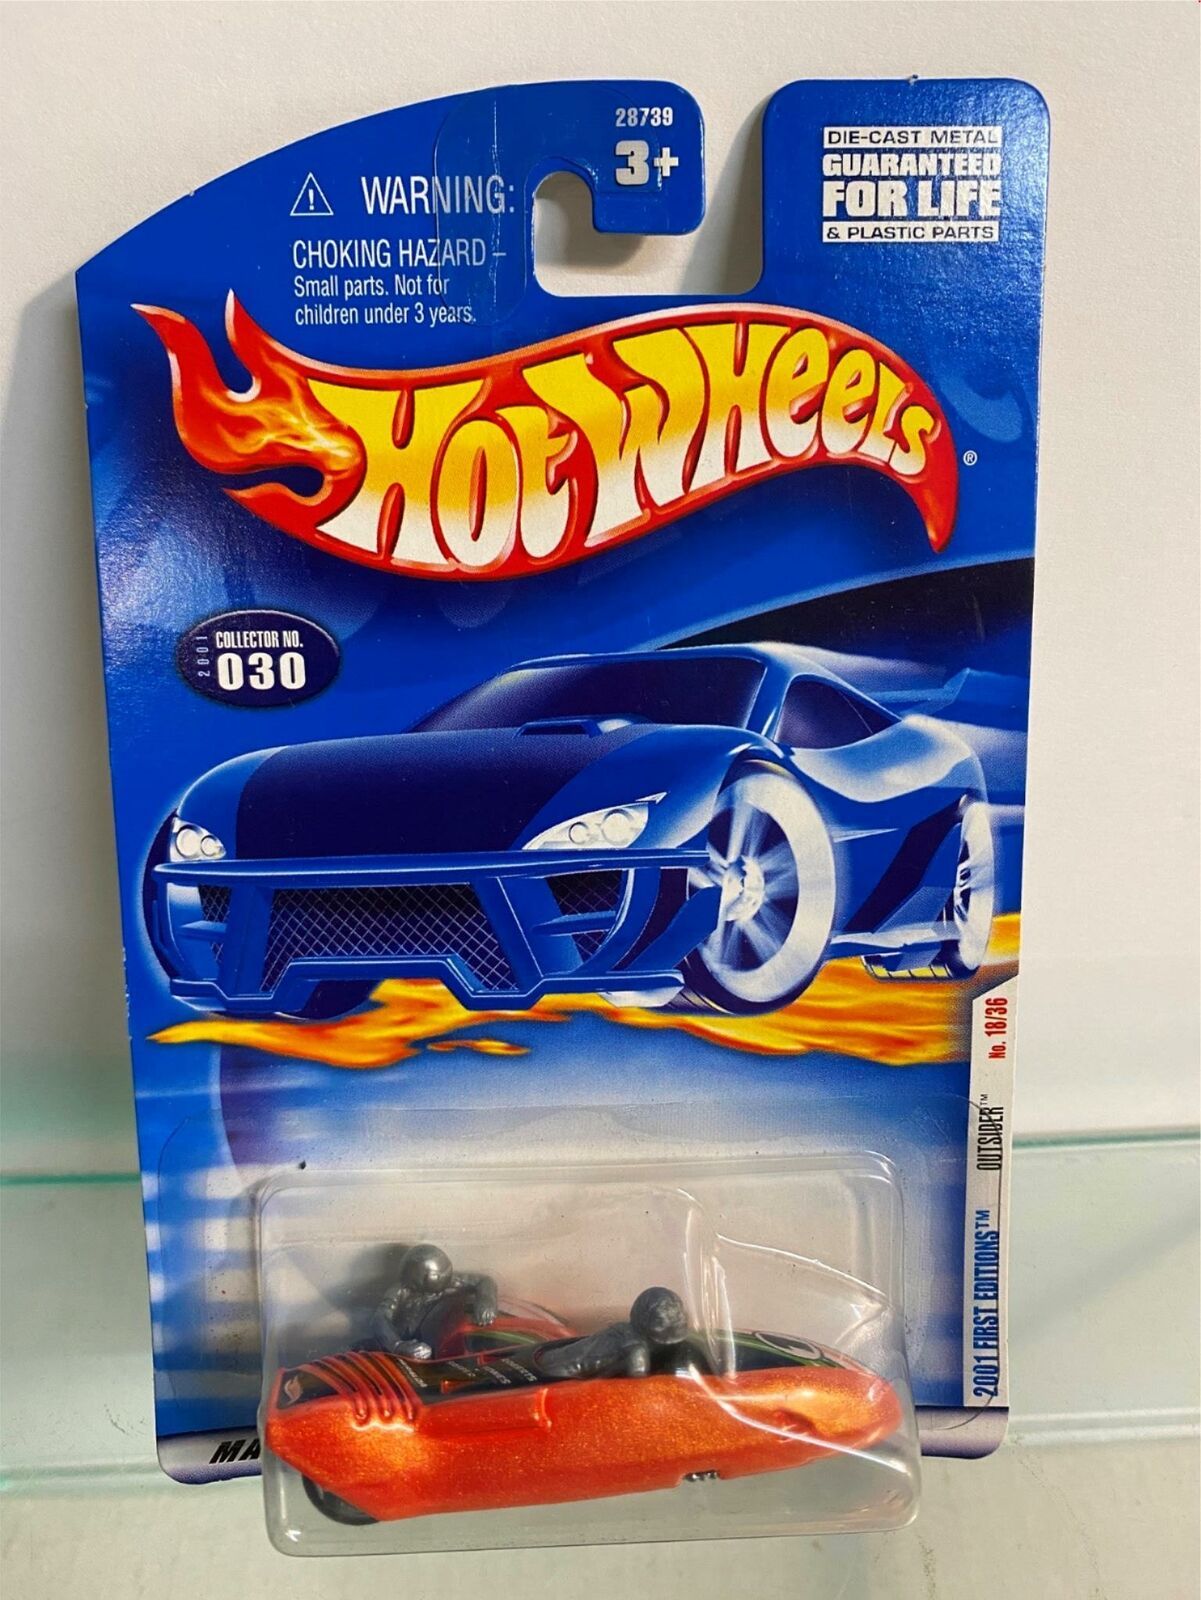 28739
3+
DIE-CAST METAL
GUARANTEED
FOR LIFE
& PLASTIC PARTS
WARNING:
CHOKING HAZARD –
Small parts. Not for
children under 3 years.
HOT WHEELS®
2001
COLLECTOR NO.
030
2001 FIRST EDITIONS™ OUTSIDER™ No. 18/36
MA